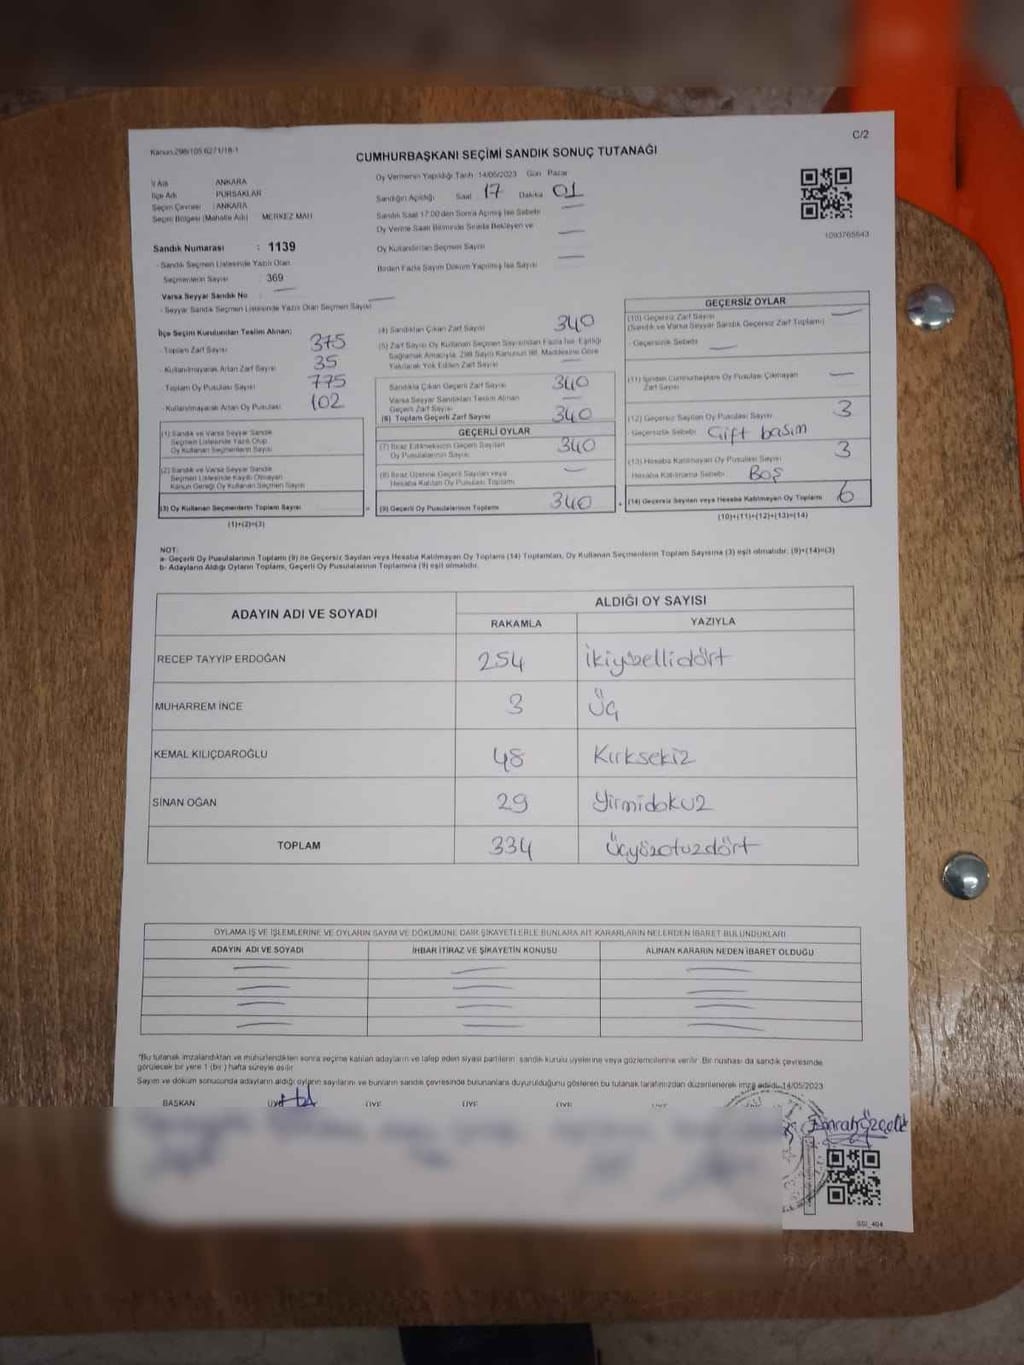 Kanun:298/105 6271/18-1
C/2
CUMHURBAŞKANI SEÇİMİ SANDIK SONUÇ TUTANAĞI
İl Adı : ANKARA
İlçe Adı : PURSAKLAR
Seçim Çevresi : ANKARA
Seçim Bölgesi (Mahalle Adı) MERKEZ MAH
Sandık Numarası : 1139
- Sandık Seçmen Listesinde Yazılı Olan
Seçmenlerin Sayısı 369
Varsa Seyyar Sandık No
- Seyyar Sandık Seçmen Listesinde Yazılı Olan Seçmen Sayısı
Oy Vermenin Yapıldığı Tarih: 14/05/2023 Gün Pazar
Sandığın Açıldığı Saat 17 Dakika 01
Sandık Saat 17:00'den Sonra Açılmış İse Sebebi
Oy Verme Saati Bitiminde Sırada Bekleyen ve
Oy Kullandırılan Seçmen Sayısı
Birden Fazla Sayım Döküm Yapılmış İse Sayısı
1093765643
İlçe Seçim Kurulundan Teslim Alınan;
- Toplam Zarf Sayısı 375
- Kullanılmayarak Artan Zarf Sayısı 35
- Toplam Oy Pusulası Sayısı 775
- Kullanılmayarak Artan Oy Pusulası 102
(1) Sandık ve Varsa Seyyar Sandık
Seçmen Listesinde Yazılı Olup
Oy Kullanan Seçmenlerin Sayısı
(2) Sandık ve Varsa Seyyar Sandık
Seçmen Listesinde Kayıtlı Olmayan
Kanun Gereği Oy Kullanan Seçmen Sayısı
(3) Oy Kullanan Seçmenlerin Toplam Sayısı
(1)+(2)=(3)
(4) Sandıktan Çıkan Zarf Sayısı 340
(5) Zarf Sayısı Oy Kullanan Seçmen Sayısından Fazla İse, Eşitliği
Sağlamak Amacıyla, 298 Sayılı Kanunun 98. Maddesine Göre
Yakılarak Yok Edilen Zarf Sayısı
Sandıkta Çıkan Geçerli Zarf Sayısı 340
Varsa Seyyar Sandıktan Teslim Alınan
Geçerli Zarf Sayısı
(6) Toplam Geçerli Zarf Sayısı 340
GEÇERLİ OYLAR
(7) İtiraz Edilmeksizin Geçerli Sayılan
Oy Pusulalarının Sayısı 340
(8) İtiraz Üzerine Geçerli Sayılan veya
Hesaba Katılan Oy Pusulası Toplamı
(9) Geçerli Oy Pusulalarının Toplamı 340
GEÇERSİZ OYLAR
(10) Geçersiz Zarf Sayısı
(Sandık ve Varsa Seyyar Sandık Geçersiz Zarf Toplamı)
- Geçersizlik Sebebi
(11) İçinden Cumhurbaşkanı Oy Pusulası Çıkmayan
Zarf Sayısı
(12) Geçersiz Sayılan Oy Pusulası Sayısı 3
- Geçersizlik Sebebi Çift basım
(13) Hesaba Katılmayan Oy Pusulası Sayısı 3
Hesaba Katılmama Sebebi Boş
(14) Geçersiz Sayılan veya Hesaba Katılmayan Oy Toplamı 6
(10)+(11)+(12)+(13)=(14)
NOT:
a- Geçerli Oy Pusulalarının Toplamı (9) ile Geçersiz Sayılan veya Hesaba Katılmayan Oy Toplamı (14) Toplamları, Oy Kullanan Seçmenlerin Toplam Sayısına (3) eşit olmalıdır. (9)+(14)=(3)
b- Adayların Aldığı Oyların Toplamı, Geçerli Oy Pusulalarının Toplamına (9) eşit olmalıdır.
ADAYIN ADI VE SOYADI
ALDIĞI OY SAYISI
RAKAMLA YAZIYLA
RECEP TAYYİP ERDOĞAN 254 İkiyüzellidört
MUHARREM İNCE 3 Üç
KEMAL KILIÇDAROĞLU 48 Kırksekiz
SİNAN OĞAN 29 Yirmidokuz
TOPLAM 334 Üçyüzotuzdört
OYLAMA İŞ VE İŞLEMLERİNE VE OYLARIN SAYIM VE DÖKÜMÜNE DAİR ŞİKAYETLERLE BUNLARA AİT KARARLARIN NELERDEN İBARET BULUNDUKLARI
ADAYIN ADI VE SOYADI İHBAR İTİRAZ VE ŞİKAYETİN KONUSU ALINAN KARARIN NEDEN İBARET OLDUĞU
*Bu tutanak imzalandıktan ve mühürlendikten sonra seçime katılan adayların ve talep eden siyasi partilerin sandık kurulu üyelerine veya gözlemcilerine verilir. Bir nüshası da sandık çevresinde
görülecek bir yere 1 (bir) hafta süreyle asılır.
Sayım ve döküm sonucunda adayların aldığı oyların sayılarını ve bunların sandık çevresinde bulunanlara duyurulduğunu gösteren bu tutanak tarafımızdan düzenlenerek imza edildi. 14/05/2023
BAŞKAN ÜYE ÜYE ÜYE ÜYE ÜYE
SSI_404